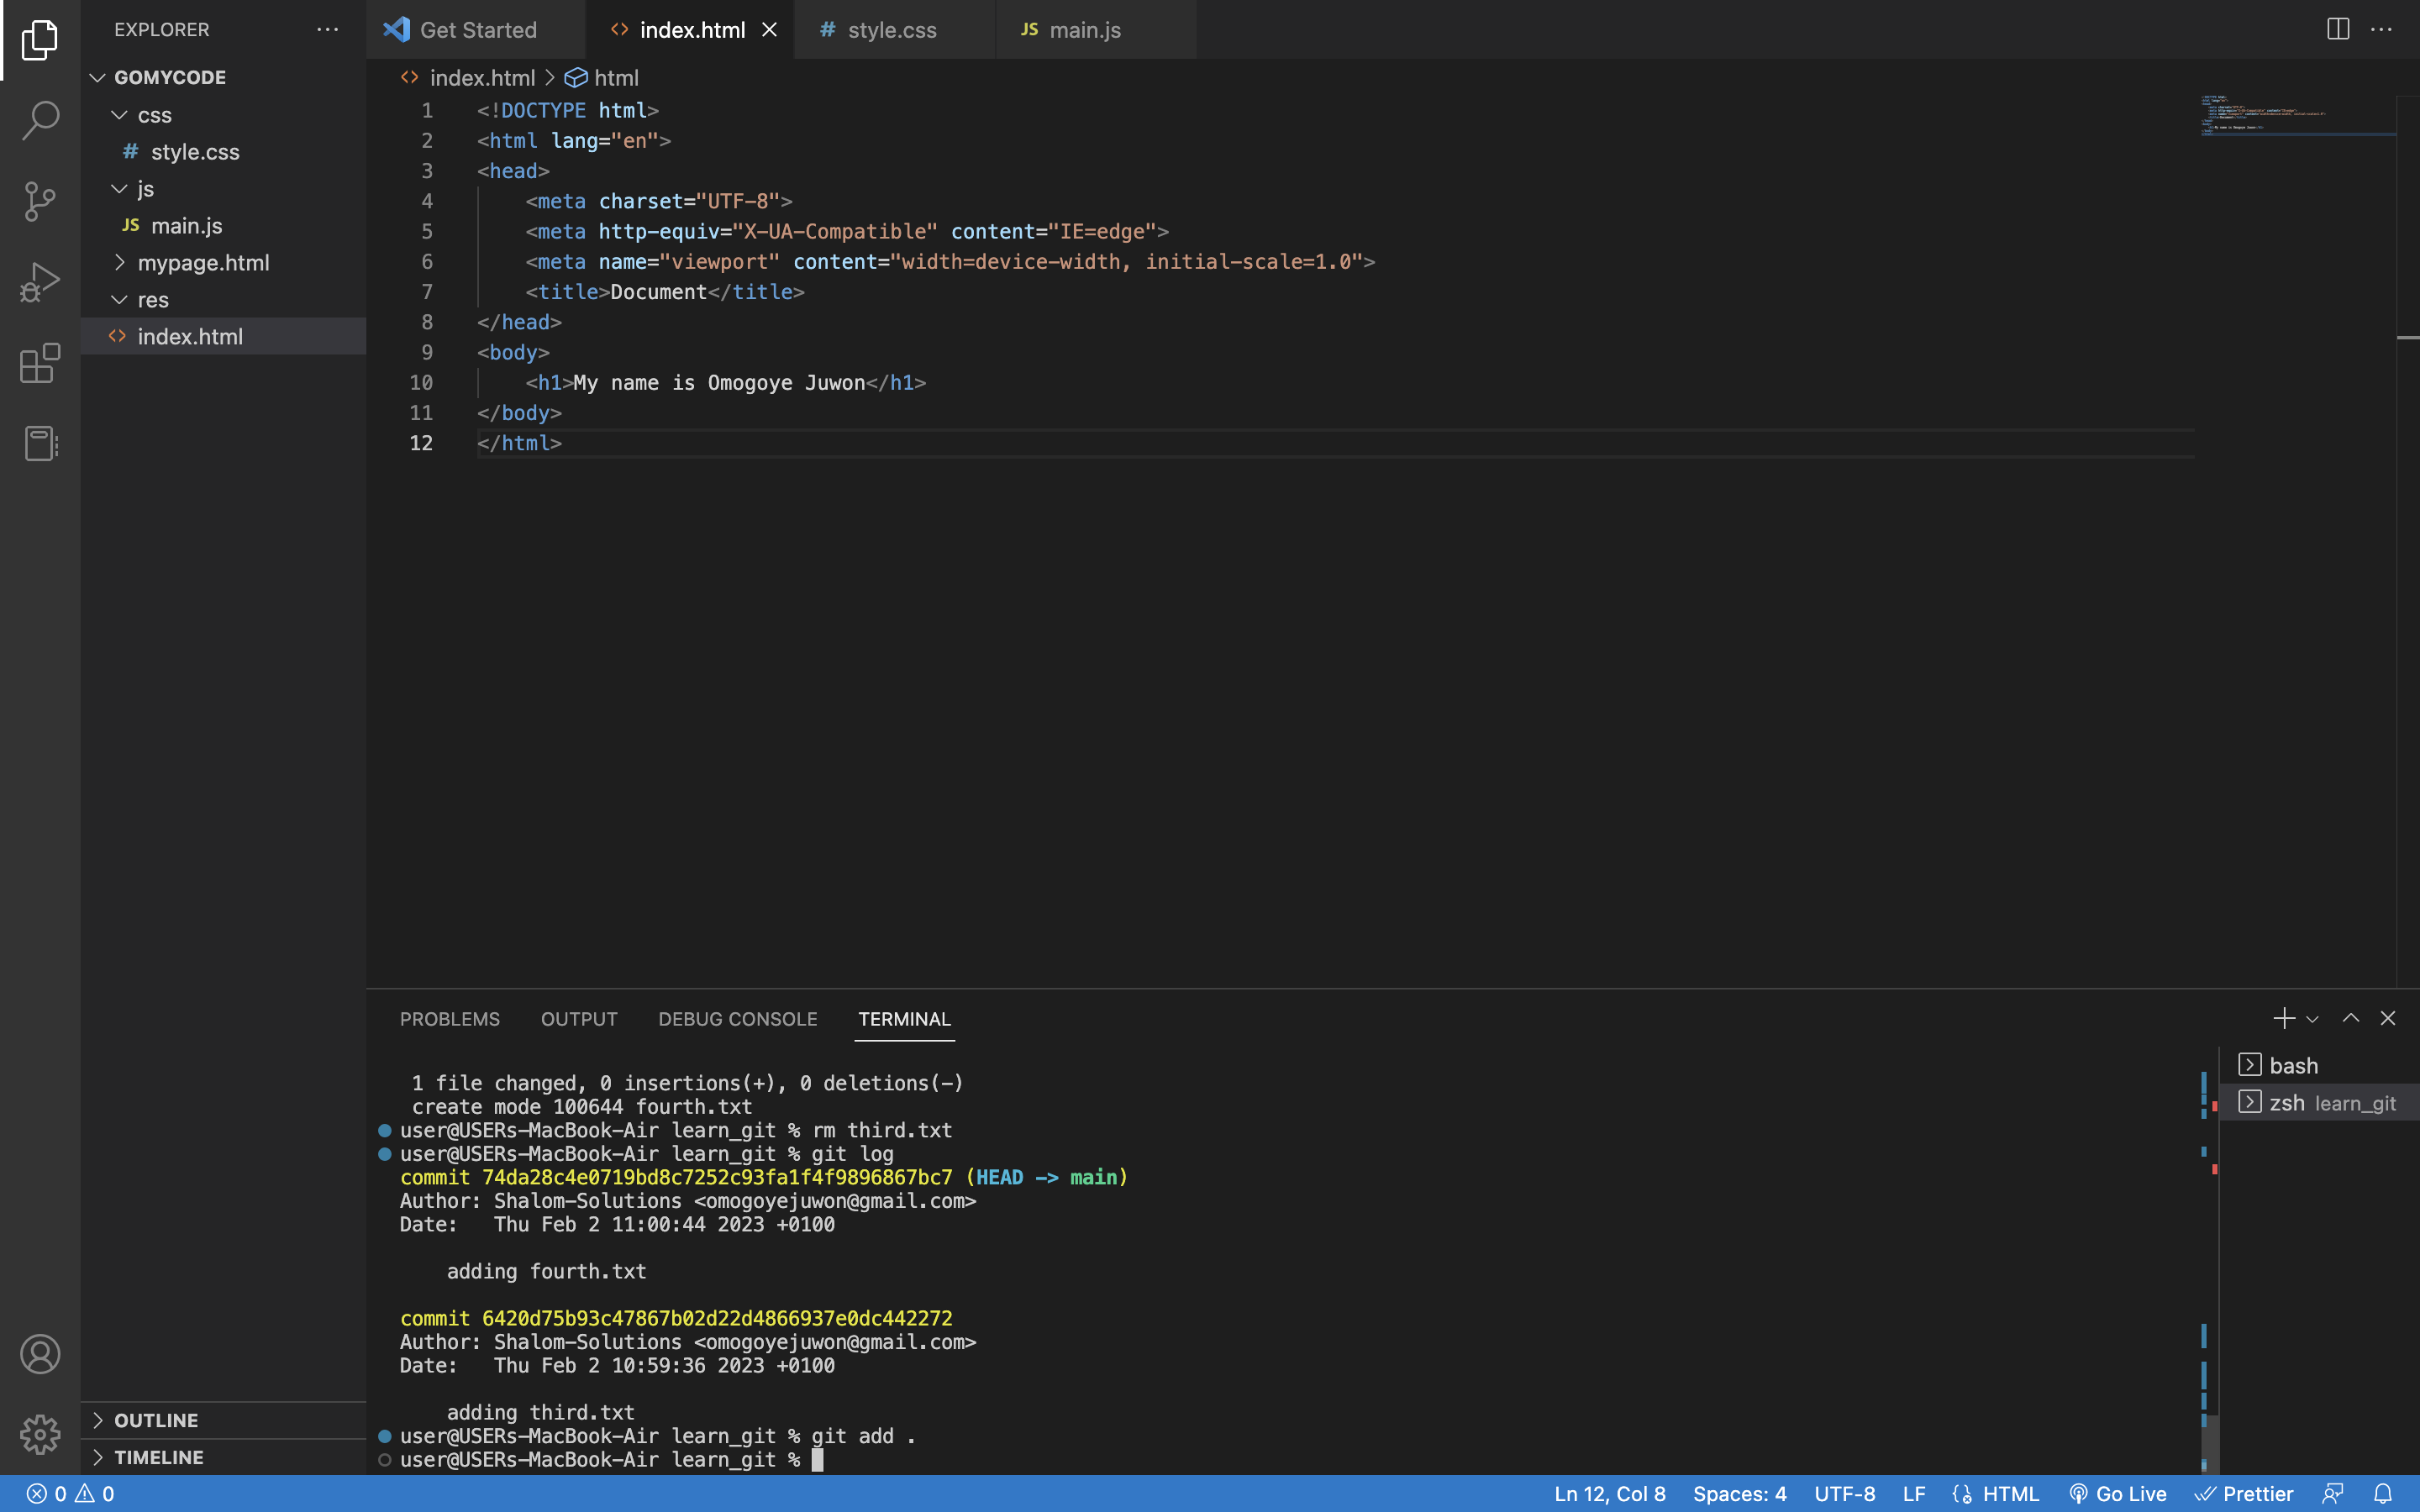 EXPLORER
GOMYCODE
css
# style.css
js
JS main.js
mypage.html
res
<> index.html
OUTLINE
TIMELINE
Get Started
<> index.html
# style.css
JS main.js
<> index.html > html
1 <!DOCTYPE html>
2 <html lang="en">
3 <head>
4     <meta charset="UTF-8">
5     <meta http-equiv="X-UA-Compatible" content="IE=edge">
6     <meta name="viewport" content="width=device-width, initial-scale=1.0">
7     <title>Document</title>
8 </head>
9 <body>
10     <h1>My name is Omogoye Juwon</h1>
11 </body>
12 </html>
PROBLEMS OUTPUT DEBUG CONSOLE TERMINAL
1 file changed, 0 insertions(+), 0 deletions(-)
create mode 100644 fourth.txt
user@USERs-MacBook-Air learn_git % rm third.txt
user@USERs-MacBook-Air learn_git % git log
commit 74da28c4e0719bd8c7252c93fa1f4f9896867bc7 (HEAD -> main)
Author: Shalom-Solutions <omogoyejuwon@gmail.com>
Date:   Thu Feb 2 11:00:44 2023 +0100
adding fourth.txt
commit 6420d75b93c47867b02d22d4866937e0dc442272
Author: Shalom-Solutions <omogoyejuwon@gmail.com>
Date:   Thu Feb 2 10:59:36 2023 +0100
adding third.txt
user@USERs-MacBook-Air learn_git % git add .
user@USERs-MacBook-Air learn_git %
bash
zsh learn_git
0 0
Ln 12, Col 8 Spaces: 4 UTF-8 LF HTML Go Live Prettier